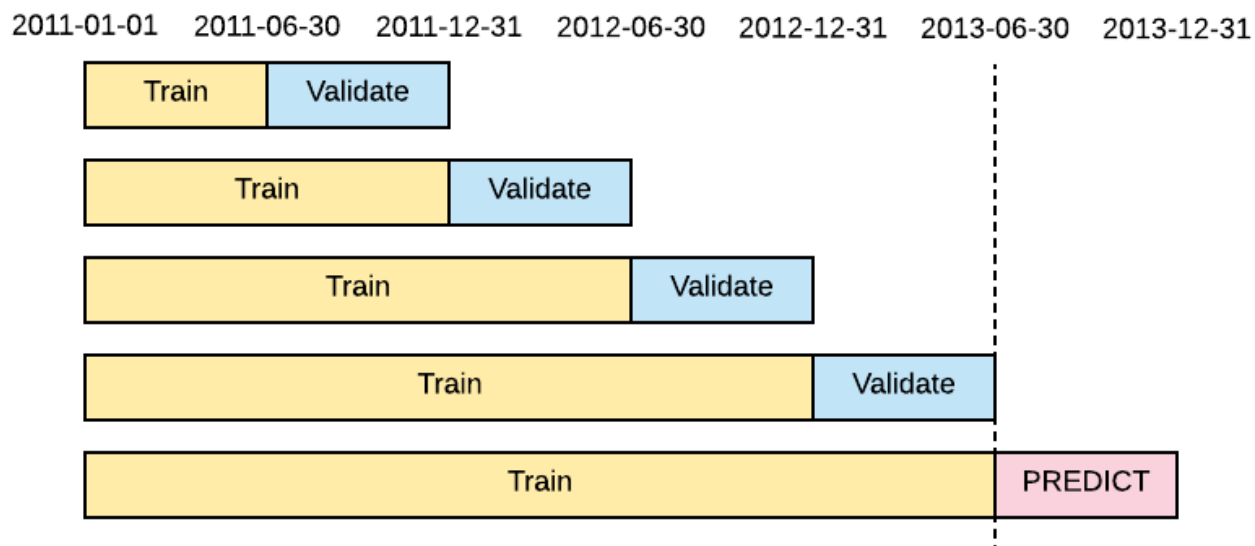 2011-01-01 2011-06-30 2011-12-31 2012-06-30 2012-12-31 2013-06-30 2013-12-31
Train Validate
Train Validate
Train Validate
Train Validate
Train PREDICT